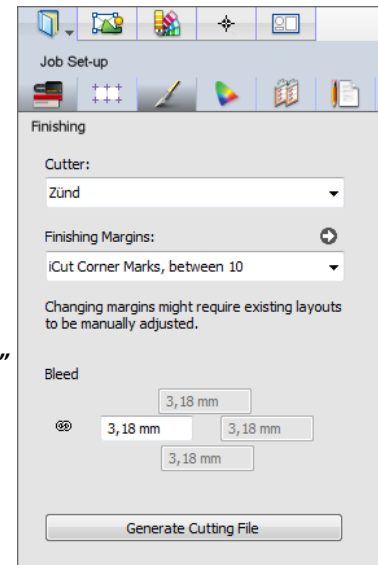 Job Set-up
Finishing
Cutter:
Zünd
Finishing Margins:
iCut Corner Marks, between 10
Changing margins might require existing layouts
to be manually adjusted.
"
Bleed
3,18 mm
3,18 mm 3,18 mm
3,18 mm
Generate Cutting File